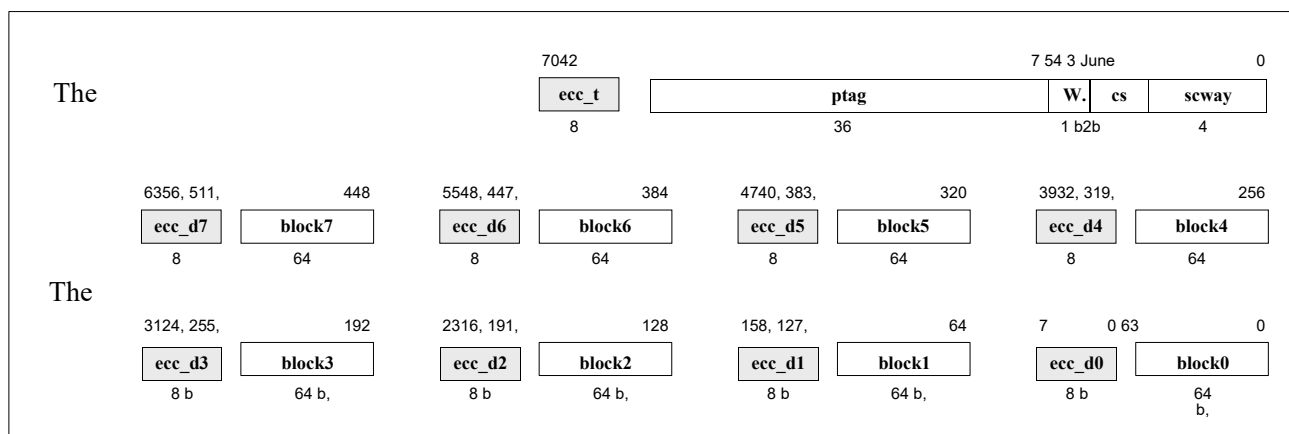 7042 7 54 3 June 0
The ecc_t ptag W. cs scway
8 36 1 b2b 4
6356, 511, 448 5548, 447, 384 4740, 383, 320 3932, 319, 256
ecc_d7 block7 ecc_d6 block6 ecc_d5 block5 ecc_d4 block4
8 64 8 64 8 64 8 64
The
3124, 255, 192 2316, 191, 128 158, 127, 64 7 0 63 0
ecc_d3 block3 ecc_d2 block2 ecc_d1 block1 ecc_d0 block0
8 b 64 b, 8 b 64 b, 8 b 64 b, 8 b 64
b,